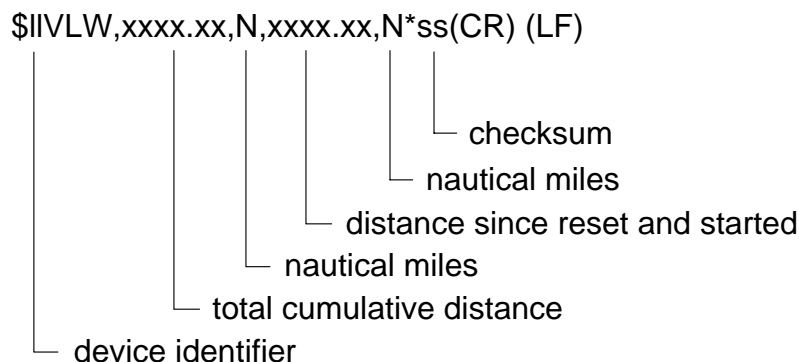 $IIVLW,xxxx.xx,N,xxxx.xx,N*ss(CR) (LF)
checksum
nautical miles
distance since reset and started
nautical miles
total cumulative distance
device identifier